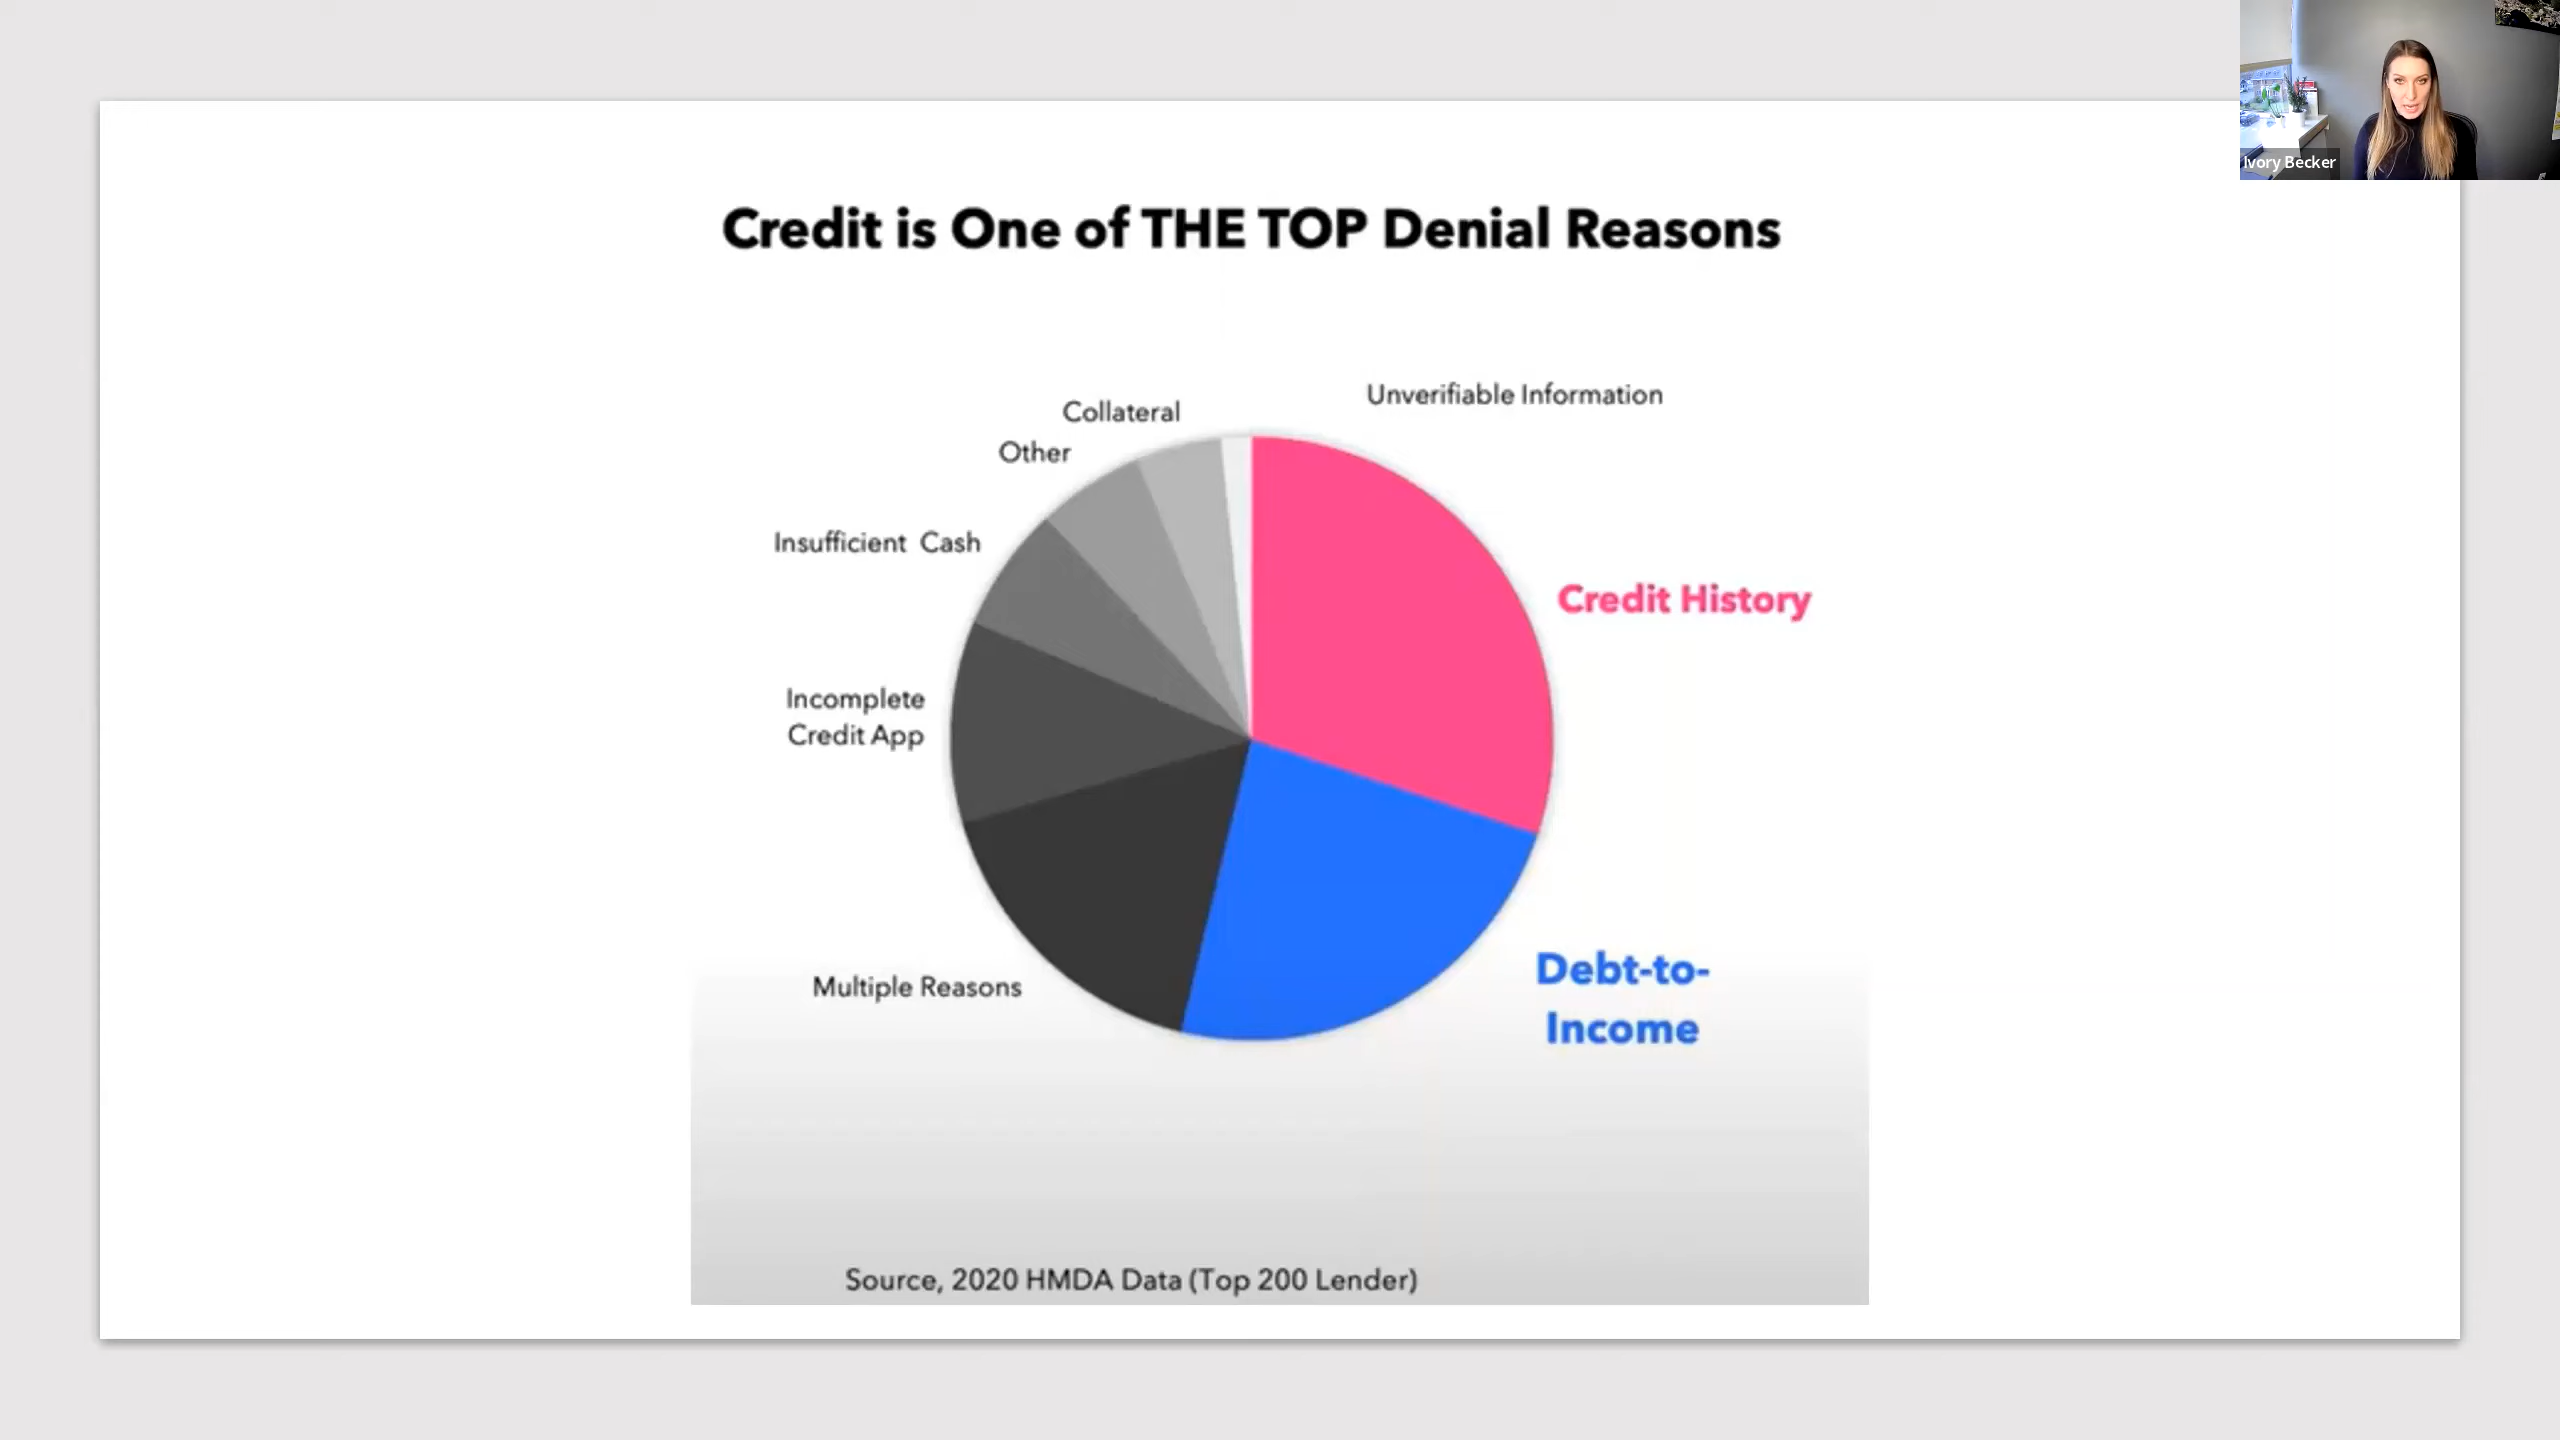 Ivory Becker
Credit is One of THE TOP Denial Reasons
Unverifiable Information
Collateral
Other
Insufficient Cash
Credit History
Incomplete
Credit App
Debt-to-
Income
Multiple Reasons
Source, 2020 HMDA Data (Top 200 Lender)